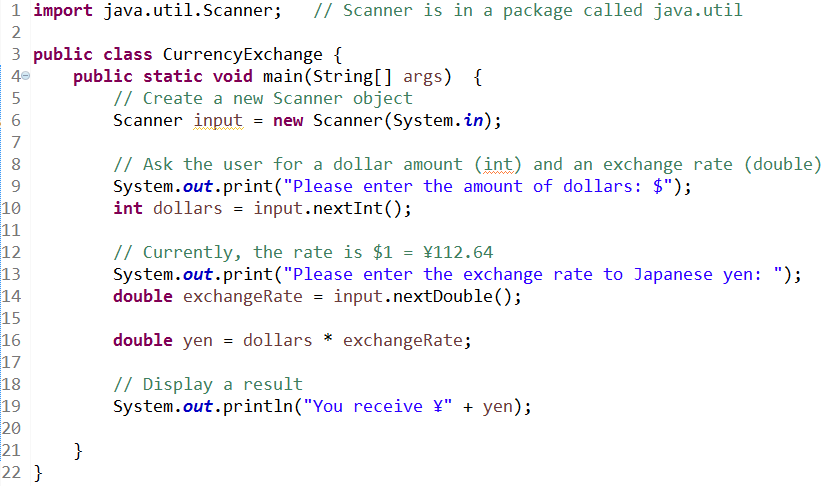 1 import java.util.Scanner;   // Scanner is in a package called java.util
2
3 public class CurrencyExchange {
4     public static void main(String[] args)  {
5         // Create a new Scanner object
6         Scanner input = new Scanner(System.in);
7
8         // Ask the user for a dollar amount (int) and an exchange rate (double)
9         System.out.print("Please enter the amount of dollars: $");
10         int dollars = input.nextInt();
11
12         // Currently, the rate is $1 = ¥112.64
13         System.out.print("Please enter the exchange rate to Japanese yen: ");
14         double exchangeRate = input.nextDouble();
15
16         double yen = dollars * exchangeRate;
17
18         // Display a result
19         System.out.println("You receive ¥" + yen);
20
21     }
22 }